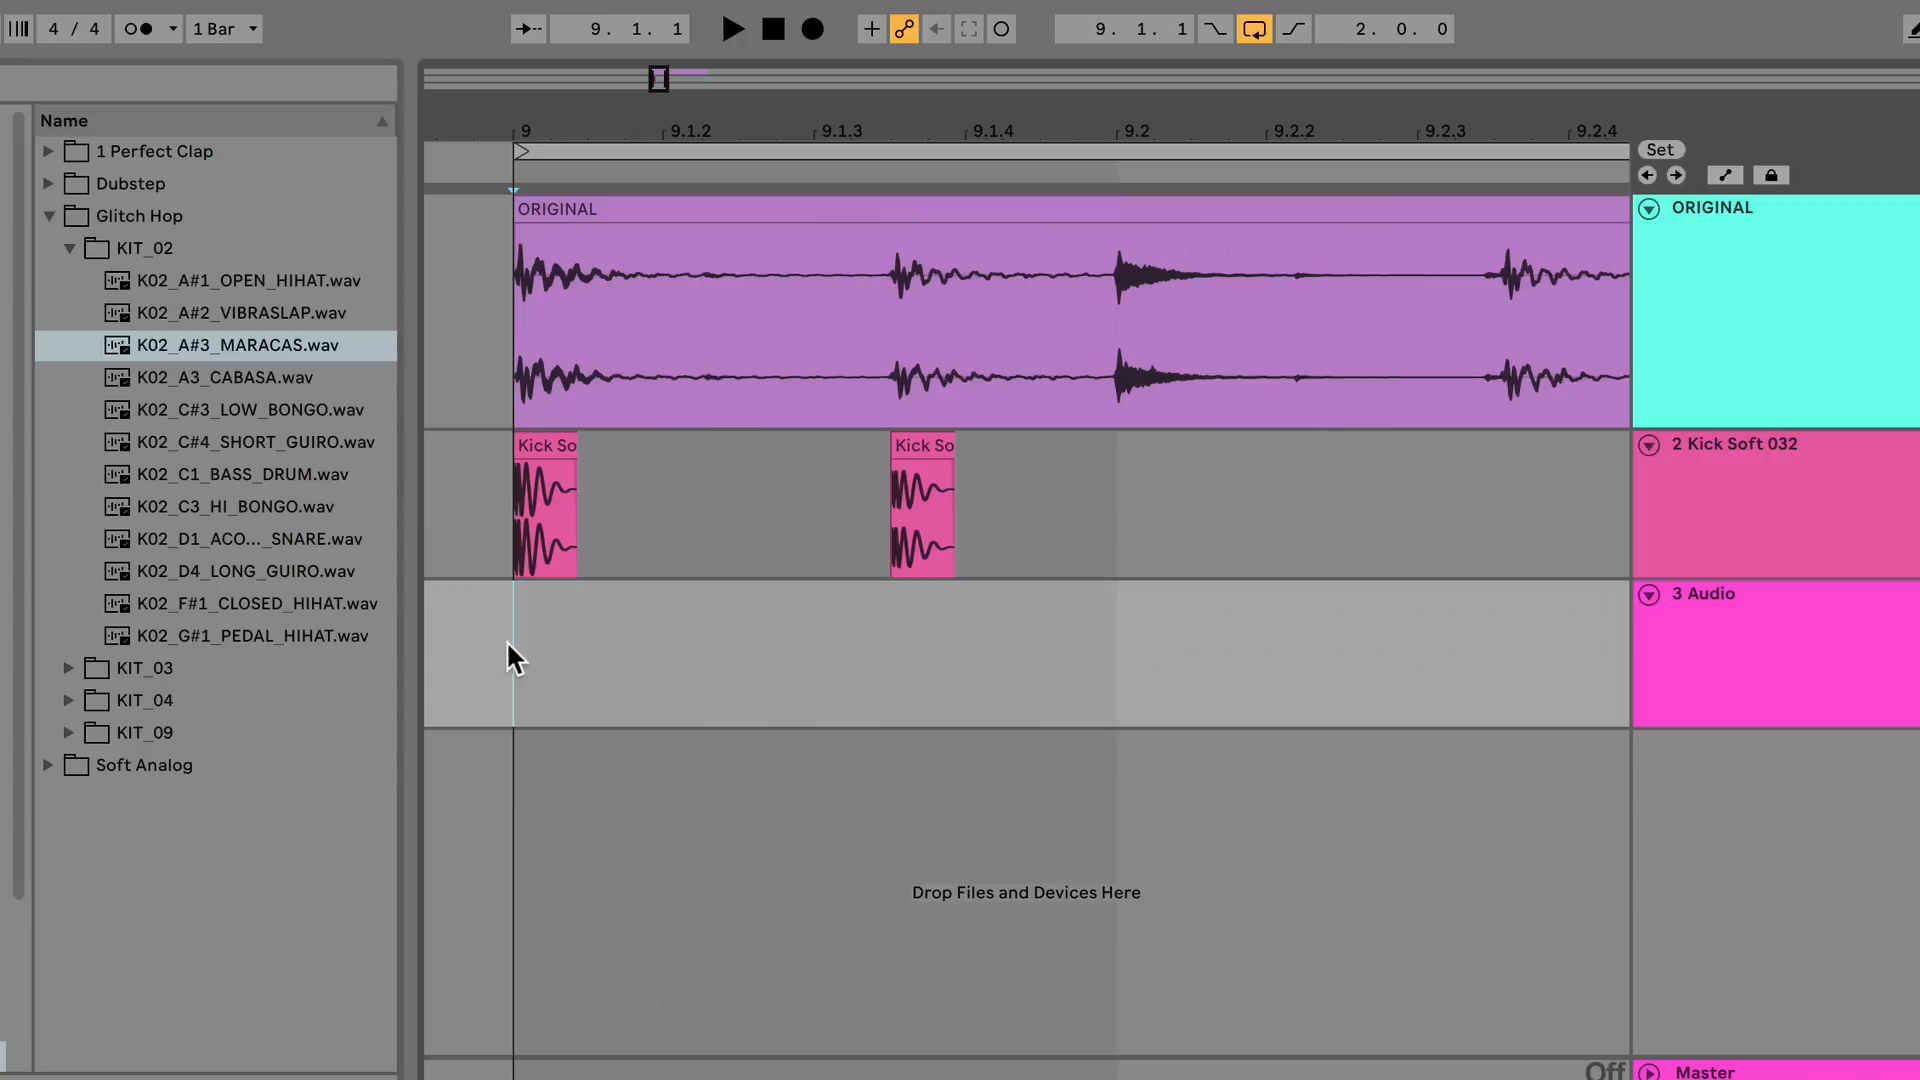 4 / 4 1 Bar 9. 1. 1 9. 1. 1 2. 0. 0
Name
1 Perfect Clap
Dubstep
Glitch Hop
KIT_02
K02_A#1_OPEN_HIHAT.wav
K02_A#2_VIBRASLAP.wav
K02_A#3_MARACAS.wav
K02_A3_CABASA.wav
K02_C#3_LOW_BONGO.wav
K02_C#4_SHORT_GUIRO.wav
K02_C1_BASS_DRUM.wav
K02_C3_HI_BONGO.wav
K02_D1_ACO..._SNARE.wav
K02_D4_LONG_GUIRO.wav
K02_F#1_CLOSED_HIHAT.wav
K02_G#1_PEDAL_HIHAT.wav
KIT_03
KIT_04
KIT_09
Soft Analog
9 9.1.2 9.1.3 9.1.4 9.2 9.2.2 9.2.3 9.2.4
Set
ORIGINAL
ORIGINAL
Kick So Kick So
2 Kick Soft 032
3 Audio
Drop Files and Devices Here
Off
Master